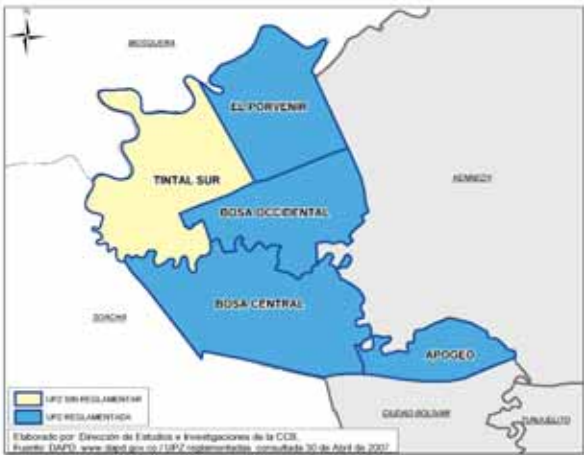 N
MOSQUERA
EL PORVENIR
TINTAL SUR
KENNEDY
BOSA OCCIDENTAL
BOSA CENTRAL
SOACHA
APOGEO
UPZ SIN REGLAMENTAR
UPZ REGLAMENTADA
CIUDAD BOLIVAR
TUNJUELITO
Elaborado por: Dirección de Estudios e Investigaciones de la CCB.
Fuente: DAPD. www.dapd.gov.co / UPZ reglamentadas, consultada 30 de Abril de 2007.